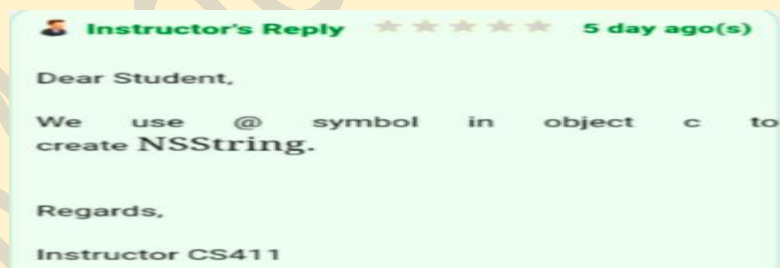 Instructor's Reply 5 day ago(s)
Dear Student,
We use @ symbol in object c to
create NSString.
Regards,
Instructor CS411